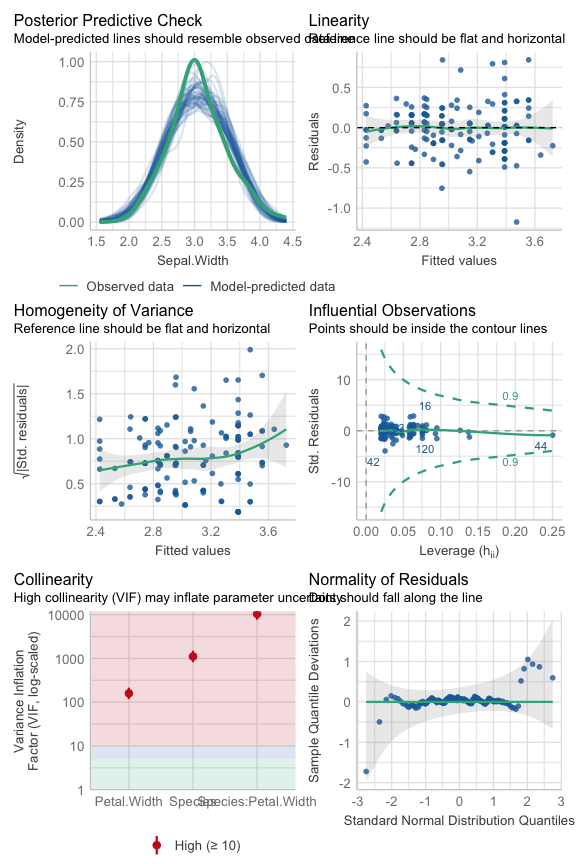 Posterior Predictive Check
Model-predicted lines should resemble observed data line
Density
1.00
0.75
0.50
0.25
0.00
1.5 2.0 2.5 3.0 3.5 4.0 4.5
Sepal.Width
Observed data Model-predicted data
Linearity
Reference line should be flat and horizontal
Residuals
0.5
0.0
-0.5
-1.0
2.4 2.8 3.2 3.6
Fitted values
Homogeneity of Variance
Reference line should be flat and horizontal
√|Std. residuals|
2.0
1.5
1.0
0.5
2.4 2.8 3.2 3.6
Fitted values
Influential Observations
Points should be inside the contour lines
Std. Residuals
10
0
-10
0.9
16
44
120
42
0.9
0.00 0.05 0.10 0.15 0.20 0.25
Leverage (hii)
Collinearity
High collinearity (VIF) may inflate parameter uncertainty
Variance Inflation
Factor (VIF, log-scaled)
10000
1000
100
10
1
Petal.Width Species Species:Petal.Width
High (≥ 10)
Normality of Residuals
Dots should fall along the line
Sample Quantile Deviations
2
1
0
-1
-2
-3 -2 -1 0 1 2 3
Standard Normal Distribution Quantiles